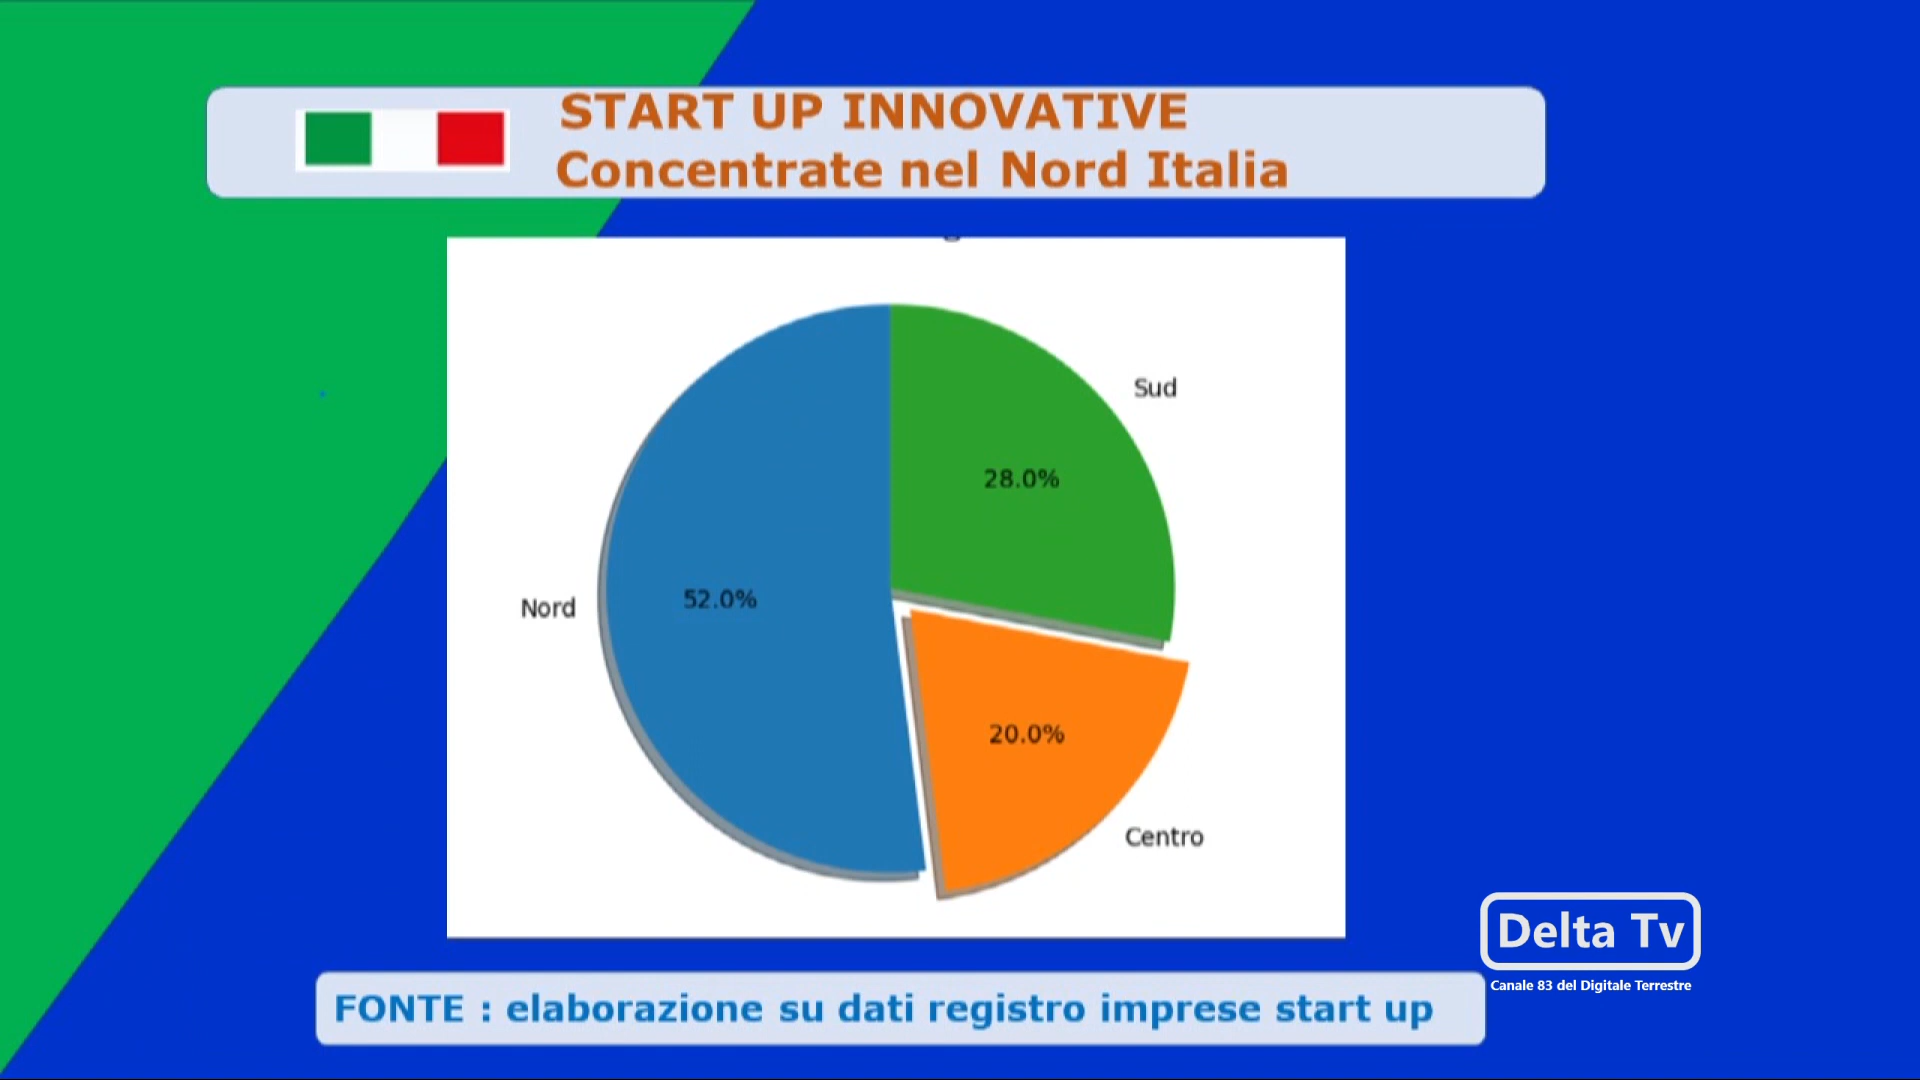 START UP INNOVATIVE
Concentrate nel Nord Italia
Sud
28.0%
52.0%
Nord
20.0%
Centro
Delta Tv
Canale 83 del Digitale Terrestre
FONTE : elaborazione su dati registro imprese start up